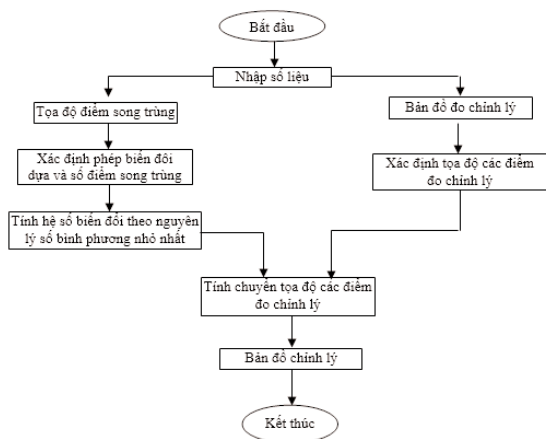 Bắt đầu
Nhập số liệu
Tọa độ điểm song trùng
Bản đồ đo chỉnh lý
Xác định phép biến đổi
dựa và số điểm song trùng
Xác định tọa độ các điểm
đo chỉnh lý
Tính hệ số biến đổi theo nguyên
lý số bình phương nhỏ nhất
Tính chuyển tọa độ các điểm
đo chỉnh lý
Bản đồ chỉnh lý
Kết thúc